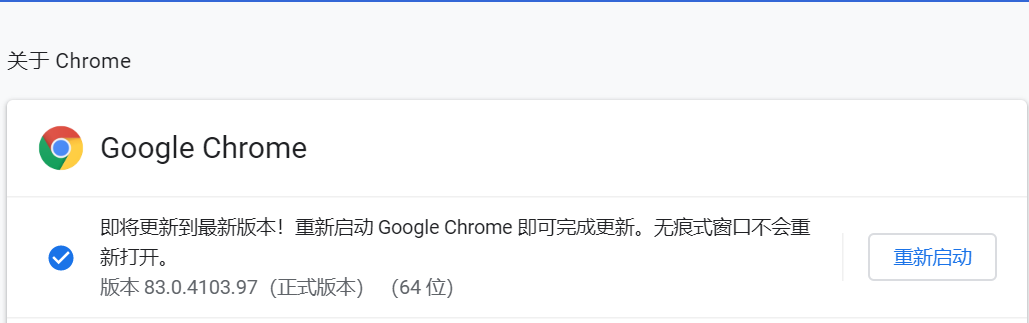 关于 Chrome
Google Chrome
即将更新到最新版本！重新启动 Google Chrome 即可完成更新。无痕式窗口不会重
新打开。
版本 83.0.4103.97（正式版本） （64 位）
重新启动